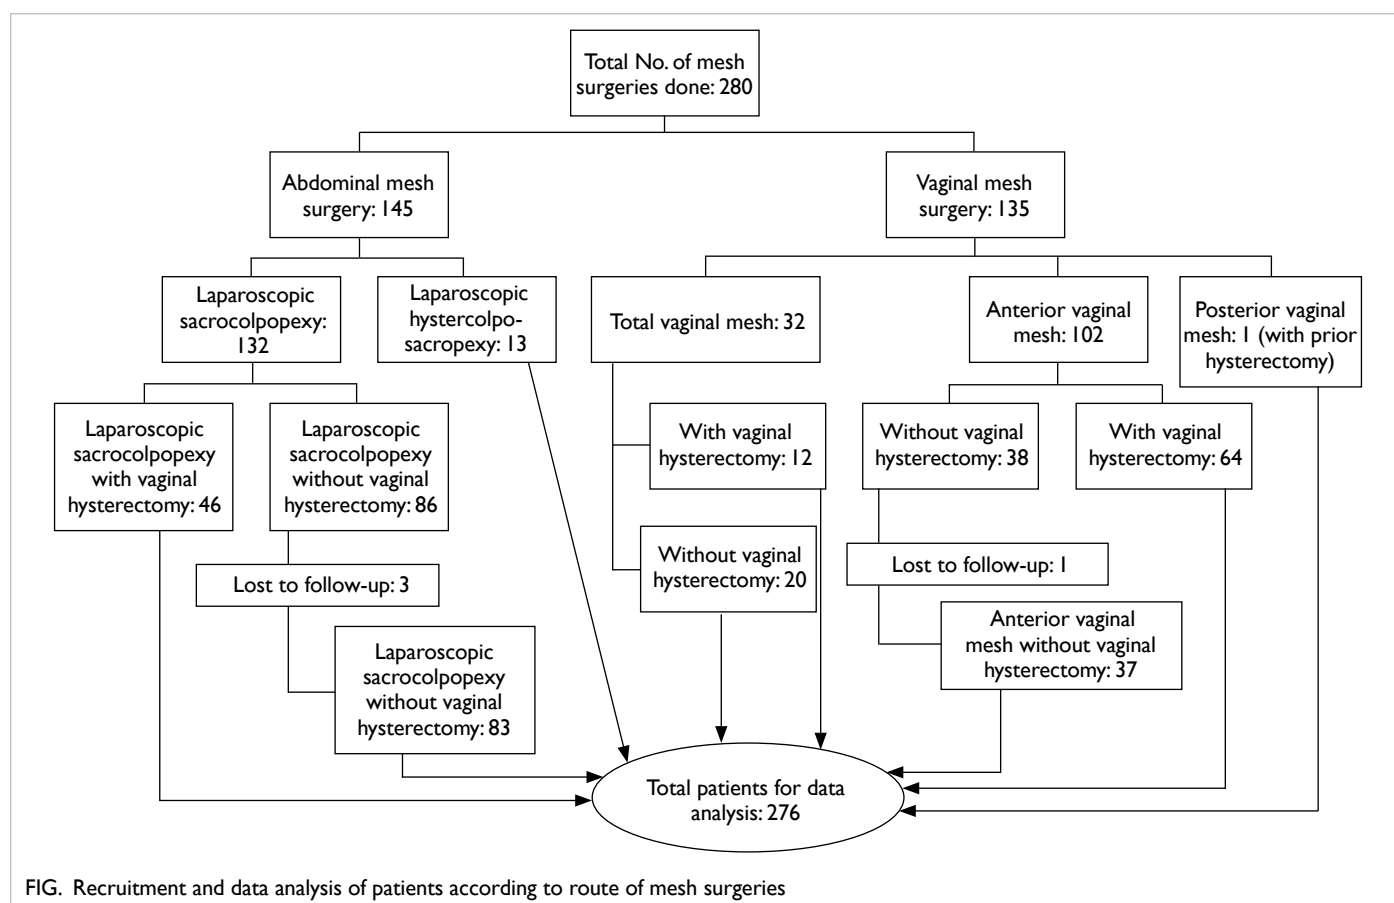 Total No. of mesh
surgeries done: 280
Abdominal mesh
surgery: 145
Vaginal mesh
surgery: 135
Laparoscopic
sacrocolpopexy:
132
Laparoscopic
hystercolpo-
sacropexy: 13
Total vaginal mesh: 32
Anterior vaginal
mesh: 102
Posterior vaginal
mesh: 1 (with prior
hysterectomy)
Laparoscopic
sacrocolpopexy
with vaginal
hysterectomy: 46
Laparoscopic
sacrocolpopexy
without vaginal
hysterectomy: 86
With vaginal
hysterectomy: 12
Without vaginal
hysterectomy: 38
With vaginal
hysterectomy: 64
Without vaginal
hysterectomy: 20
Lost to follow-up: 3
Lost to follow-up: 1
Laparoscopic
sacrocolpopexy
without vaginal
hysterectomy: 83
Anterior vaginal
mesh without vaginal
hysterectomy: 37
Total patients for data
analysis: 276
FIG. Recruitment and data analysis of patients according to route of mesh surgeries